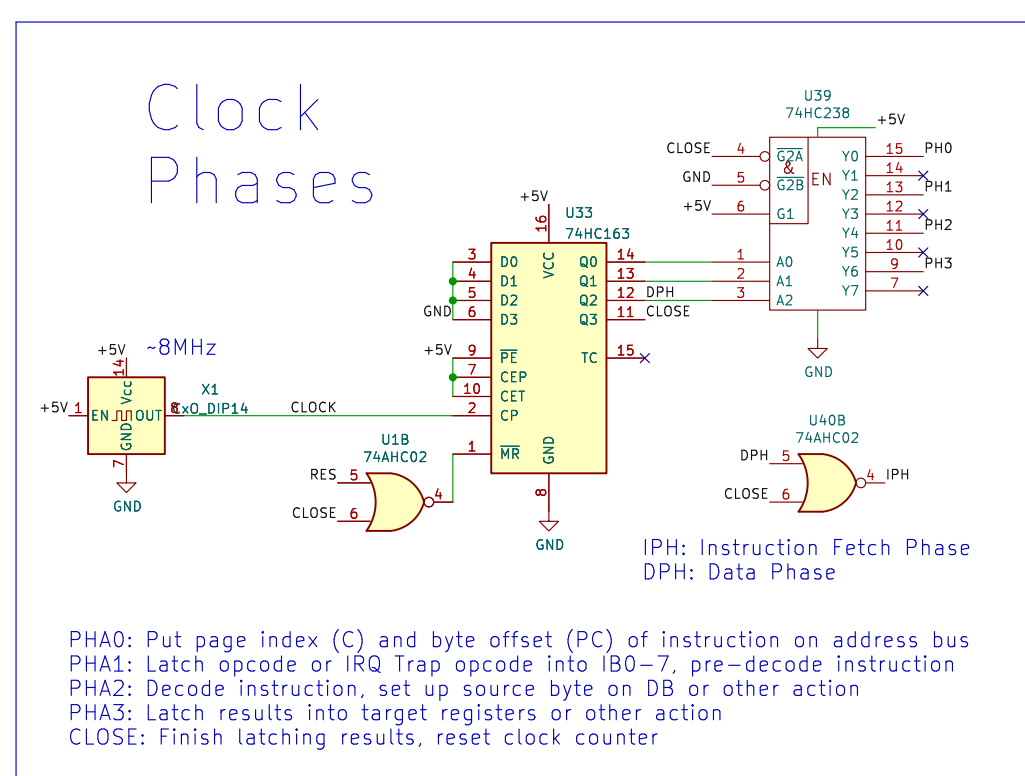 Clock
Phases
U39
74HC238
+5V
CLOSE 4 G2A Y0 15 PH0
& EN Y1 14
GND 5 G2B Y2 13 PH1
+5V 6 G1 Y3 12
Y4 11 PH2
Y5 10
1 A0 Y6 9 PH3
2 A1 Y7 7
3 A2
GND
+5V
16
U33
74HC163
VCC
3 D0 Q0 14
4 D1 Q1 13
5 D2 Q2 12 DPH
GND 6 D3 Q3 11 CLOSE
+5V 9 PE TC 15
7 CEP
10 CET
2 CP
1 MR
GND
8
GND
+5V
14
~8MHz
X1
CxO_DIP14
+5V 1 EN OUT 8
Vcc
GND
7
GND
CLOCK
U1B
74AHC02
RES 5
4
CLOSE 6
U40B
74AHC02
DPH 5
4 IPH
CLOSE 6
IPH: Instruction Fetch Phase
DPH: Data Phase
PHA0: Put page index (C) and byte offset (PC) of instruction on address bus
PHA1: Latch opcode or IRQ Trap opcode into IB0-7, pre-decode instruction
PHA2: Decode instruction, set up source byte on DB or other action
PHA3: Latch results into target registers or other action
CLOSE: Finish latching results, reset clock counter